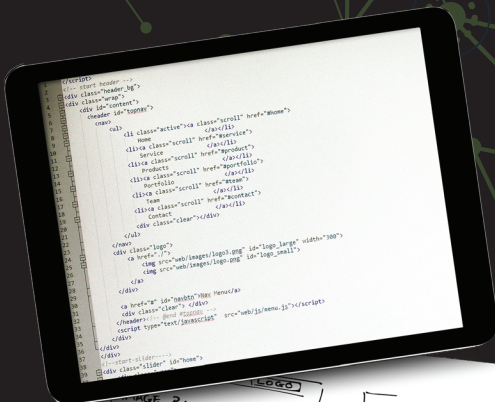 </script>
<!-- start header -->
<div class="header_bg">
<div class="wrap">
<div id="content">
<header id="topnav">
<nav>
<ul>
<li class="active"><a class="scroll" href="#home">
Home </a></li>
<li><a class="scroll" href="#service">
Service </a></li>
<li><a class="scroll" href="#product">
Products </a></li>
<li><a class="scroll" href="#portfolio">
Portfolio </a></li>
<li><a class="scroll" href="#team">
Team </a></li>
<li><a class="scroll" href="#contact">
Contact </a></li>
<div class="clear"></div>
</ul>
</nav>
<div class="logo">
<a href="./">
<img src="web/images/logo3.png" id="logo_large" width="300">
<img src="web/images/logo.png" id="logo_small">
</a>
</div>
<a href="#" id="navbtn">Nav Menu</a>
<div class="clear"> </div>
</header><!-- @end #topnav -->
<script type="text/javascript" src="web/js/menu.js"></script>
</div>
</div>
</div>
<!--start-slider---->
<div class="slider" id="home">
LOGO